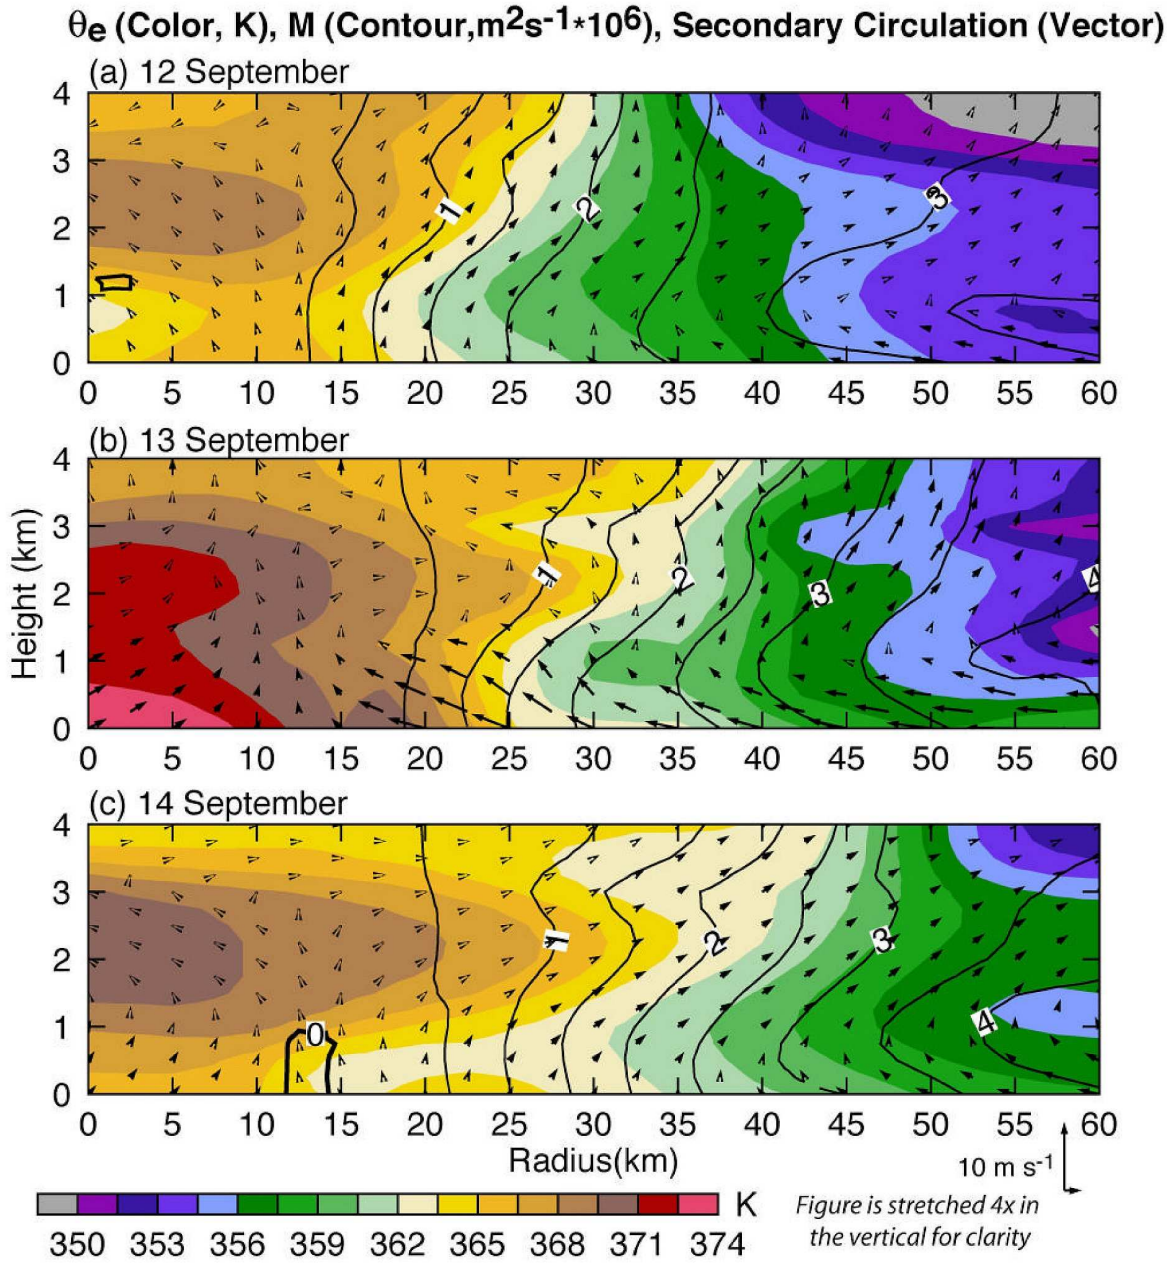 θe (Color, K), M (Contour,m2s-1*106), Secondary Circulation (Vector)
(a) 12 September
4
3
2
1
0
1
2
3
0 5 10 15 20 25 30 35 40 45 50 55 60
(b) 13 September
4
3
2
1
0
1
2
3
4
0 5 10 15 20 25 30 35 40 45 50 55 60
Height (km)
(c) 14 September
4
3
2
1
0
0
1
2
3
4
0 5 10 15 20 25 30 35 40 45 50 55 60
Radius(km)
10 m s-1
K
350 353 356 359 362 365 368 371 374
Figure is stretched 4x in
the vertical for clarity